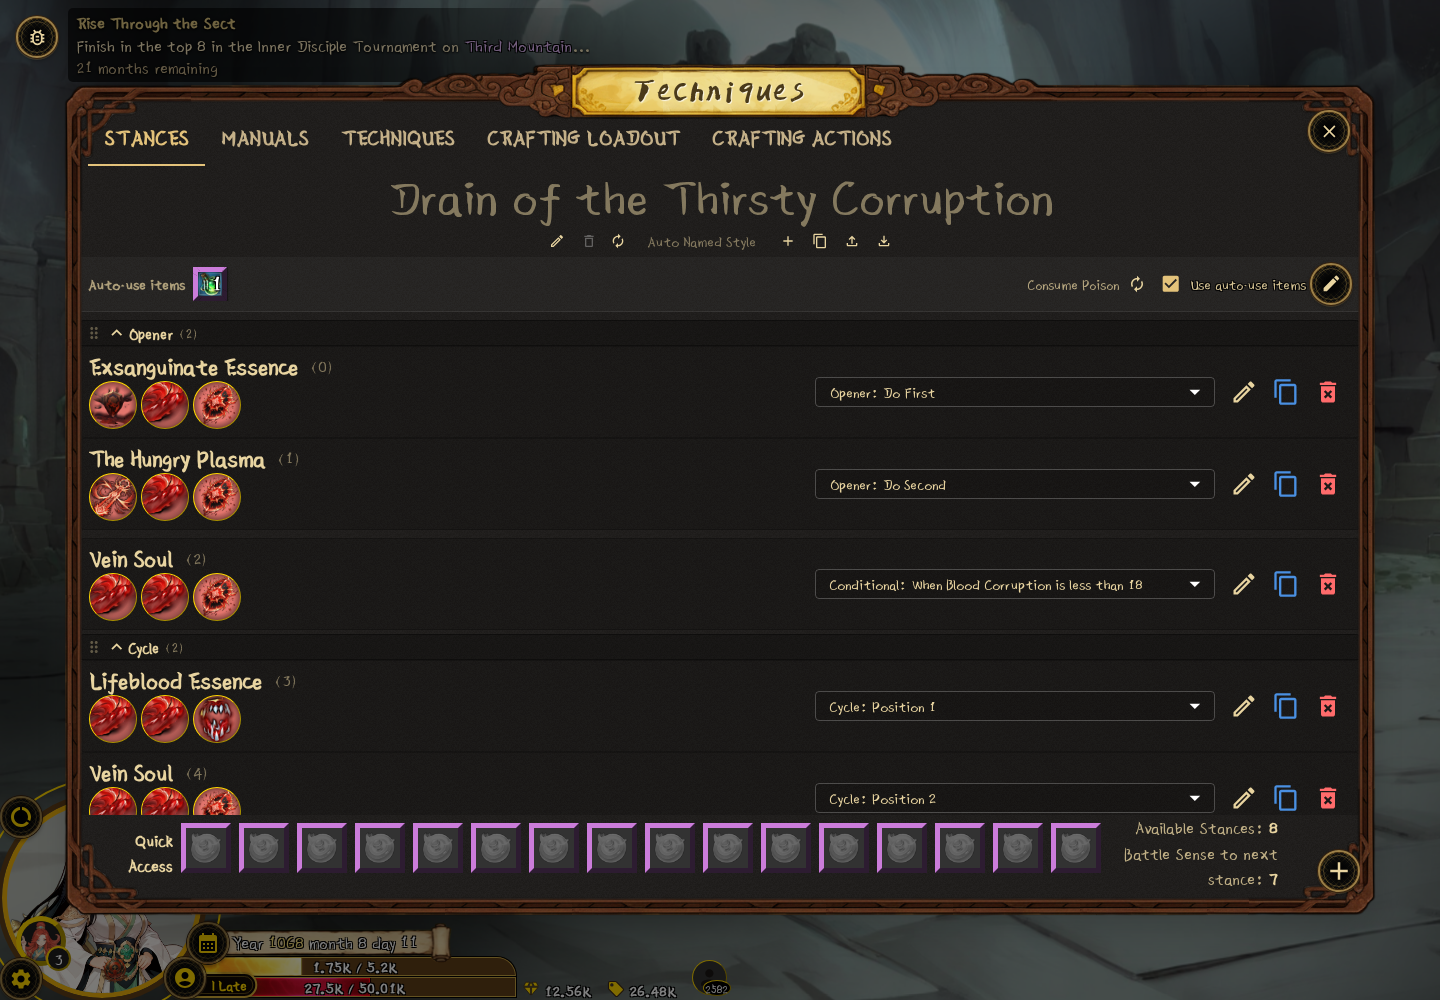 Rise Through the Sect
Finish in the top 8 in the Inner Disciple Tournament on Third Mountain...
21 months remaining
Techniques
STANCES MANUALS TECHNIQUES CRAFTING LOADOUT CRAFTING ACTIONS
Drain of the Thirsty Corruption
Auto Named Style
Auto-use items 1 Consume Poison Use auto-use items
Opener (2)
Exsanguinate Essence (0)
Opener: Do First
The Hungry Plasma (1)
Opener: Do Second
Vein Soul (2)
Conditional: When Blood Corruption is less than 18
Cycle (2)
Lifeblood Essence (3)
Cycle: Position 1
Vein Soul (4)
Cycle: Position 2
Quick
Access
Available Stances: 8
Battle Sense to next
stance: 7
Year 1068 month 8 day 11
3
1.75k / 5.2k
I Late
27.5k / 50.01k
12.56k 26.48k 2582